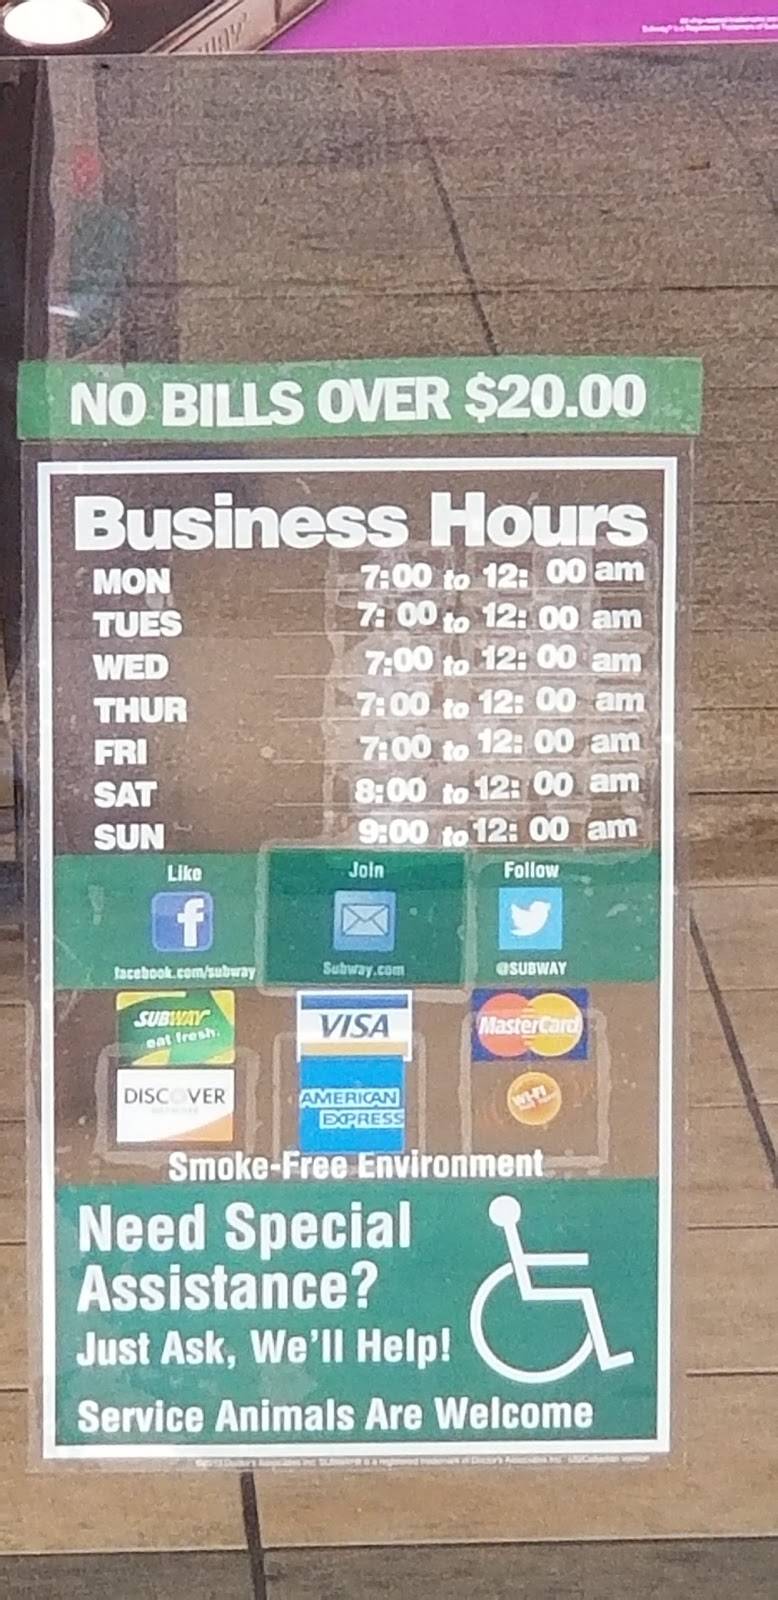 NO BILLS OVER $20.00
Business Hours
MON 7:00 to 12: 00 am
TUES 7: 00 to 12: 00 am
WED 7:00 to 12: 00 am
THUR 7:00 to 12: 00 am
FRI 7:00 to 12: 00 am
SAT 8:00 to 12: 00 am
SUN 9:00 to 12: 00 am
Like Join Follow
facebook.com/subway Subway.com @SUBWAY
SUBWAY VISA MasterCard
eat fresh.
DISCOVER AMERICAN EXPRESS WI-FI
Smoke-Free Environment
Need Special
Assistance?
Just Ask, We'll Help!
Service Animals Are Welcome